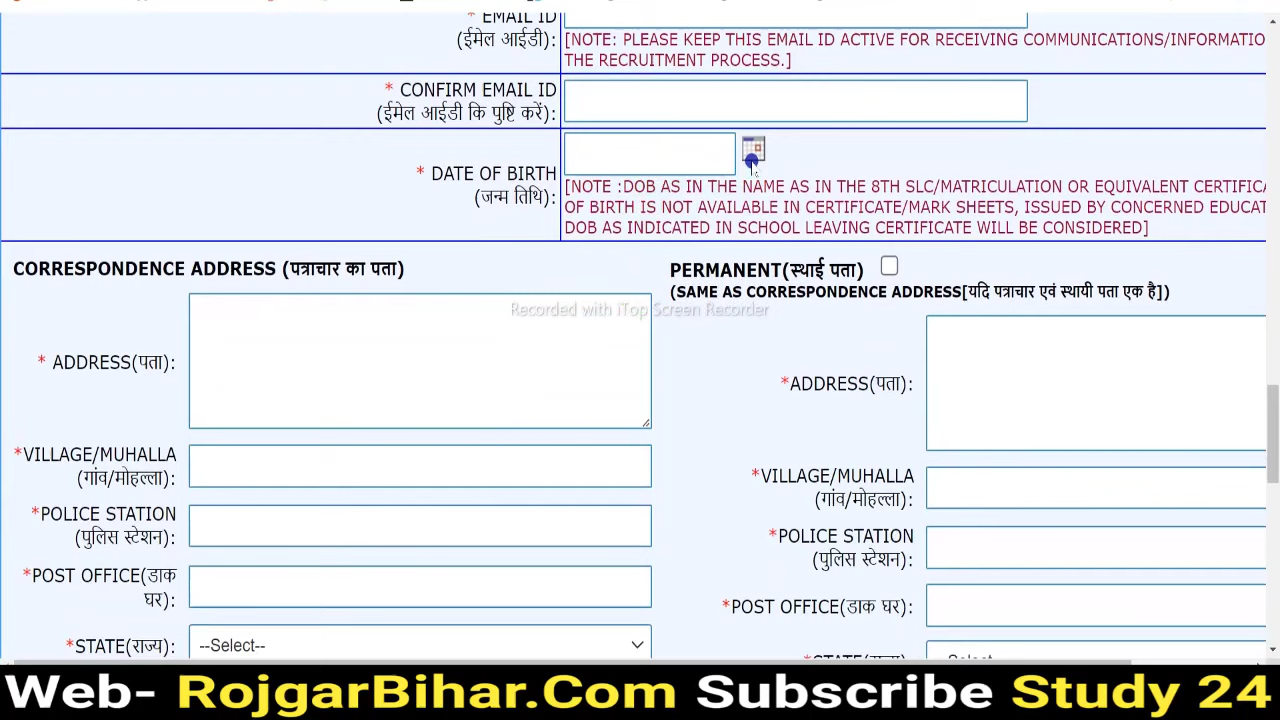 * EMAIL ID
(ईमेल आईडी):
[NOTE: PLEASE KEEP THIS EMAIL ID ACTIVE FOR RECEIVING COMMUNICATIONS/INFORMATIO
THE RECRUITMENT PROCESS.]
* CONFIRM EMAIL ID
(ईमेल आईडी कि पुष्टि करें):
* DATE OF BIRTH
(जन्म तिथि):
[NOTE :DOB AS IN THE NAME AS IN THE 8TH SLC/MATRICULATION OR EQUIVALENT CERTIFICA
OF BIRTH IS NOT AVAILABLE IN CERTIFICATE/MARK SHEETS, ISSUED BY CONCERNED EDUCAT
DOB AS INDICATED IN SCHOOL LEAVING CERTIFICATE WILL BE CONSIDERED]
CORRESPONDENCE ADDRESS (पत्राचार का पता)
PERMANENT(स्थाई पता)
(SAME AS CORRESPONDENCE ADDRESS[यदि पत्राचार एवं स्थायी पता एक है])
Recorded with iTop Screen Recorder
* ADDRESS(पता):
*ADDRESS(पता):
*VILLAGE/MUHALLA
(गांव/मोहल्ला):
*VILLAGE/MUHALLA
(गांव/मोहल्ला):
*POLICE STATION
(पुलिस स्टेशन):
*POLICE STATION
(पुलिस स्टेशन):
*POST OFFICE(डाक
घर):
*POST OFFICE(डाक घर):
*STATE(राज्य):
--Select--
Web- RojgarBihar.Com Subscribe Study 24